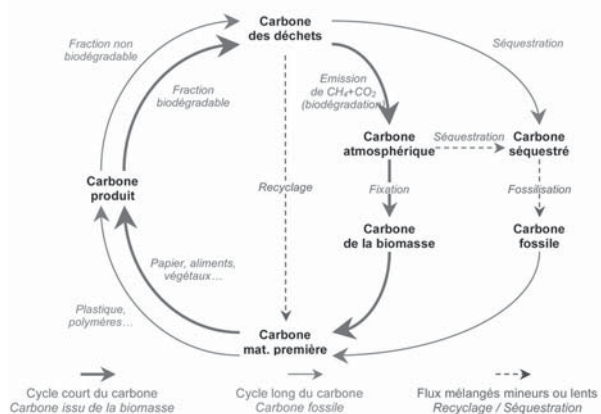 Carbone
des déchets
Fraction non
biodégradable
Séquestration
Fraction
biodégradable
Emission
de CH₄+CO₂
(biodégradation)
Carbone
atmosphérique
Séquestration
Carbone
séquestré
Carbone
produit
Recyclage
Fixation
Fossilisation
Carbone
de la biomasse
Carbone
fossile
Papier, aliments,
végétaux...
Plastique,
polymères...
Carbone
mat. première
Cycle court du carbone
Carbone issu de la biomasse
Cycle long du carbone
Carbone fossile
Flux mélangés mineurs ou lents
Recyclage / Séquestration